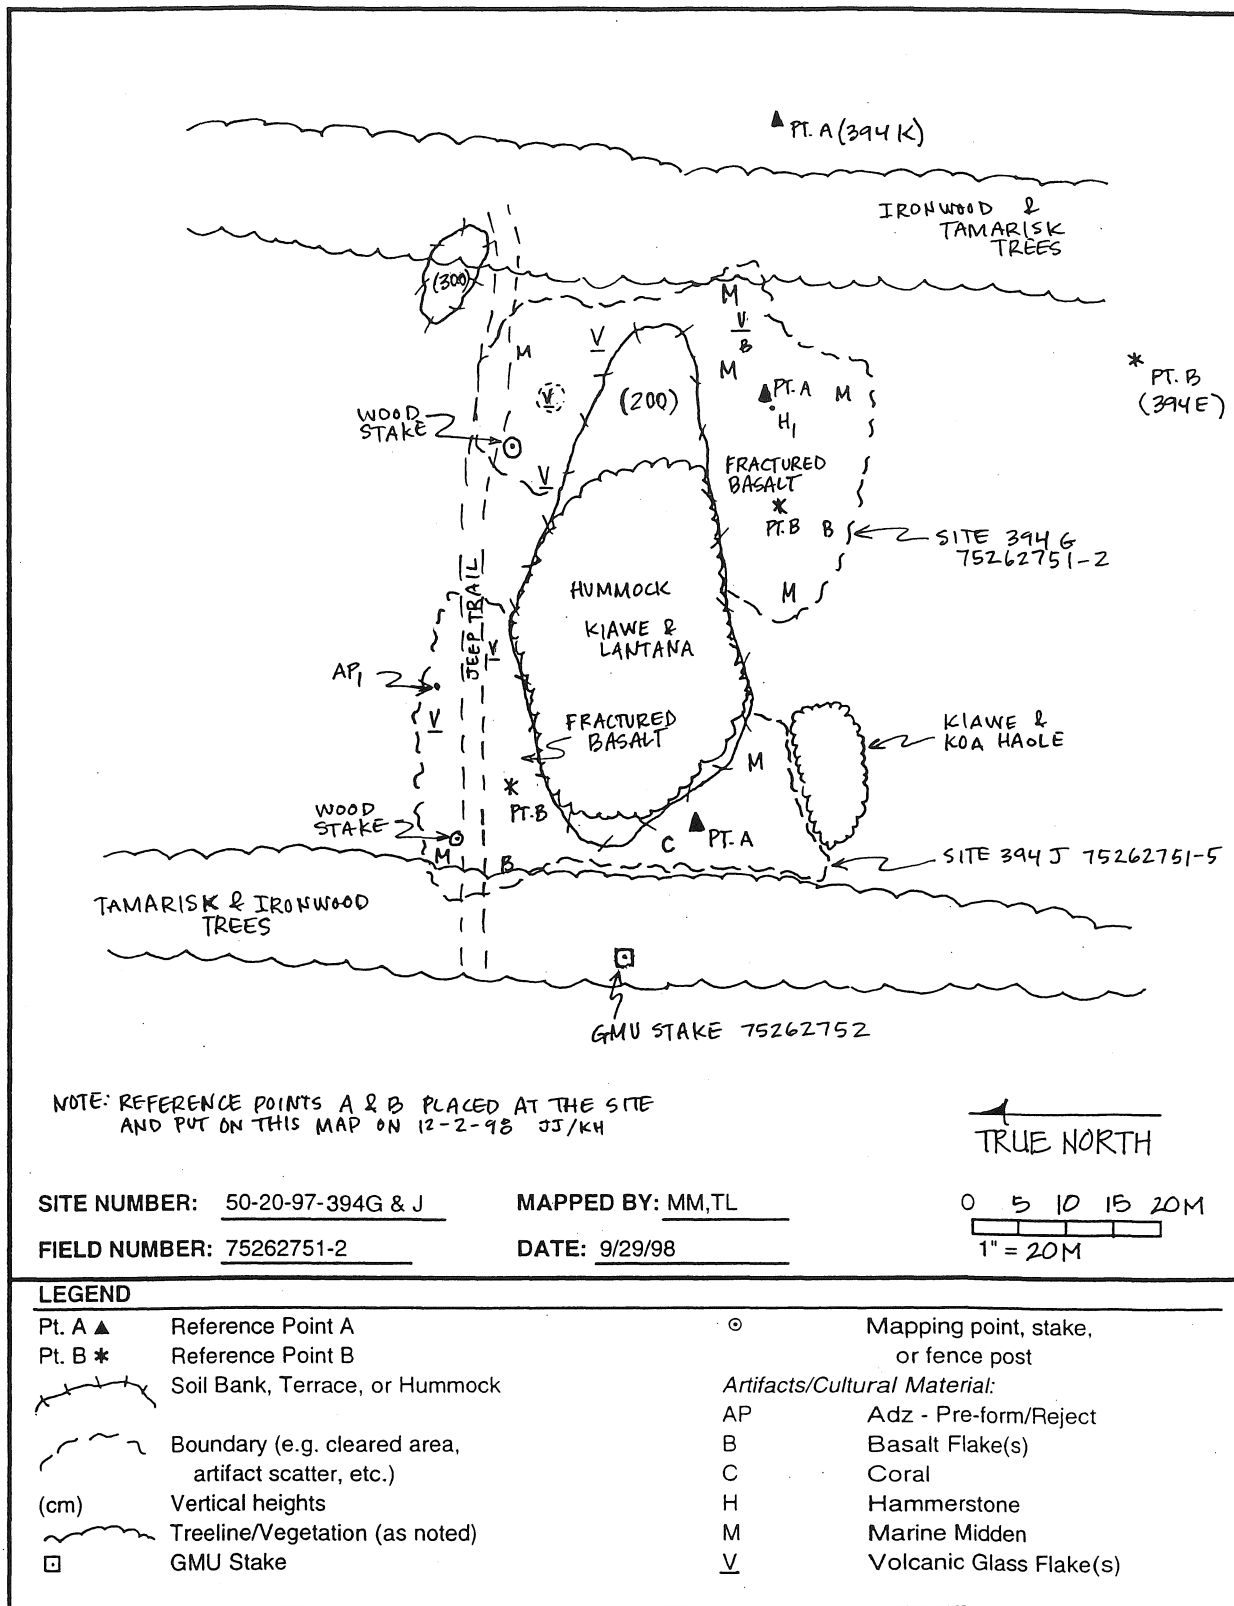 PT. A (394 K)
IRONWOOD &
TAMARISK
TREES
(300)
M
V
M
V
B
M
PT. A
M
H1
PT. B
(394 E)
V
(200)
WOOD
STAKE
V
FRACTURED
BASALT
PT. B
B
SITE 394 G
75262751-2
M
JEEP TRAIL
HUMMOCK
KIAWE &
LANTANA
V
AP1
V
FRACTURED
BASALT
KIAWE &
KOA HAOLE
M
PT. B
WOOD
STAKE
PT. A
C
M
B
SITE 394 J 75262751-5
TAMARISK & IRONWOOD
TREES
GMU STAKE 75262752
NOTE: REFERENCE POINTS A & B PLACED AT THE SITE
AND PUT ON THIS MAP ON 12-2-98 JJ/KH
TRUE NORTH
SITE NUMBER: 50-20-97-394G & J
MAPPED BY: MM,TL
0 5 10 15 20M
FIELD NUMBER: 75262751-2
DATE: 9/29/98
1" = 20M
LEGEND
Pt. A ▲ Reference Point A
Pt. B * Reference Point B
Soil Bank, Terrace, or Hummock
Boundary (e.g. cleared area,
artifact scatter, etc.)
(cm) Vertical heights
Treeline/Vegetation (as noted)
GMU Stake
Mapping point, stake,
or fence post
Artifacts/Cultural Material:
AP Adz - Pre-form/Reject
B Basalt Flake(s)
C Coral
H Hammerstone
M Marine Midden
V Volcanic Glass Flake(s)